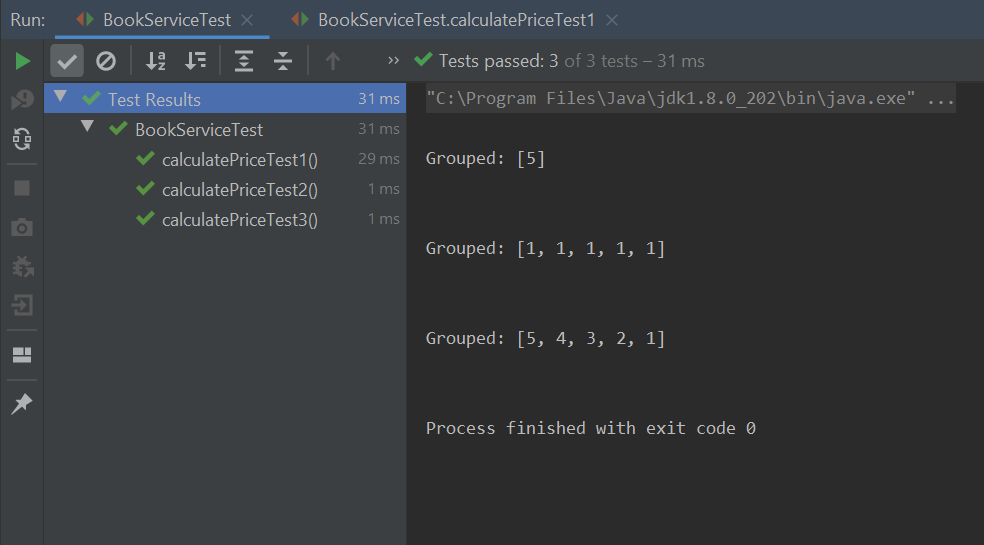 Run: BookServiceTest × BookServiceTest.calculatePriceTest1 ×
» Tests passed: 3 of 3 tests – 31 ms
Test Results 31 ms
BookServiceTest 31 ms
calculatePriceTest1() 29 ms
calculatePriceTest2() 1 ms
calculatePriceTest3() 1 ms
"C:\Program Files\Java\jdk1.8.0_202\bin\java.exe" ...
Grouped: [5]
Grouped: [1, 1, 1, 1, 1]
Grouped: [5, 4, 3, 2, 1]
Process finished with exit code 0